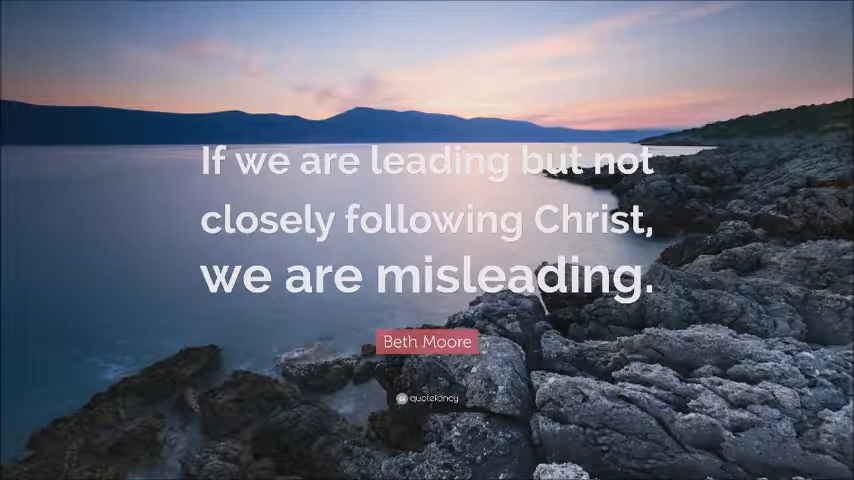 If we are leading but not
closely following Christ,
we are misleading.
Beth Moore
quotefancy